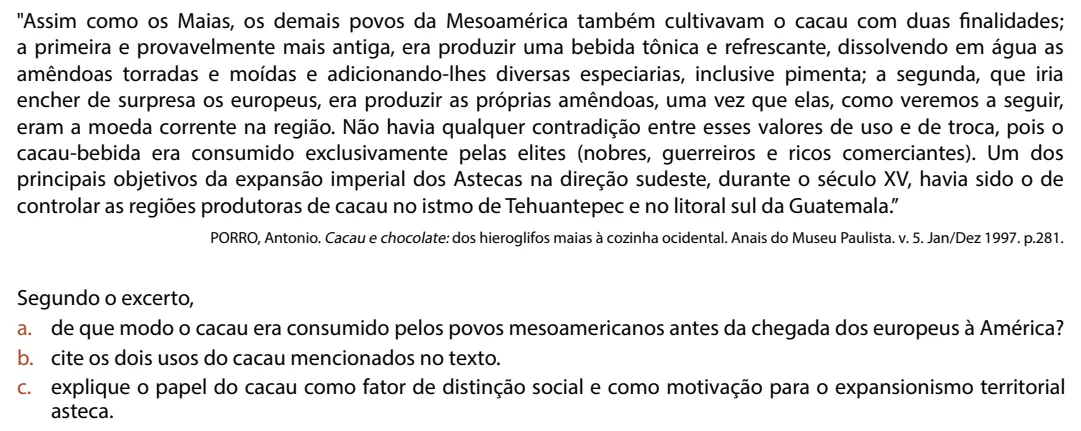 "Assim como os Maias, os demais povos da Mesoamérica também cultivavam o cacau com duas finalidades;
a primeira e provavelmente mais antiga, era produzir uma bebida tônica e refrescante, dissolvendo em água as
amêndoas torradas e moídas e adicionando-lhes diversas especiarias, inclusive pimenta; a segunda, que iria
encher de surpresa os europeus, era produzir as próprias amêndoas, uma vez que elas, como veremos a seguir,
eram a moeda corrente na região. Não havia qualquer contradição entre esses valores de uso e de troca, pois o
cacau-bebida era consumido exclusivamente pelas elites (nobres, guerreiros e ricos comerciantes). Um dos
principais objetivos da expansão imperial dos Astecas na direção sudeste, durante o século XV, havia sido o de
controlar as regiões produtoras de cacau no istmo de Tehuantepec e no litoral sul da Guatemala."
PORRO, Antonio. Cacau e chocolate: dos hieroglifos maias à cozinha ocidental. Anais do Museu Paulista. v. 5. Jan/Dez 1997. p.281.
Segundo o excerto,
a. de que modo o cacau era consumido pelos povos mesoamericanos antes da chegada dos europeus à América?
b. cite os dois usos do cacau mencionados no texto.
c. explique o papel do cacau como fator de distinção social e como motivação para o expansionismo territorial
asteca.